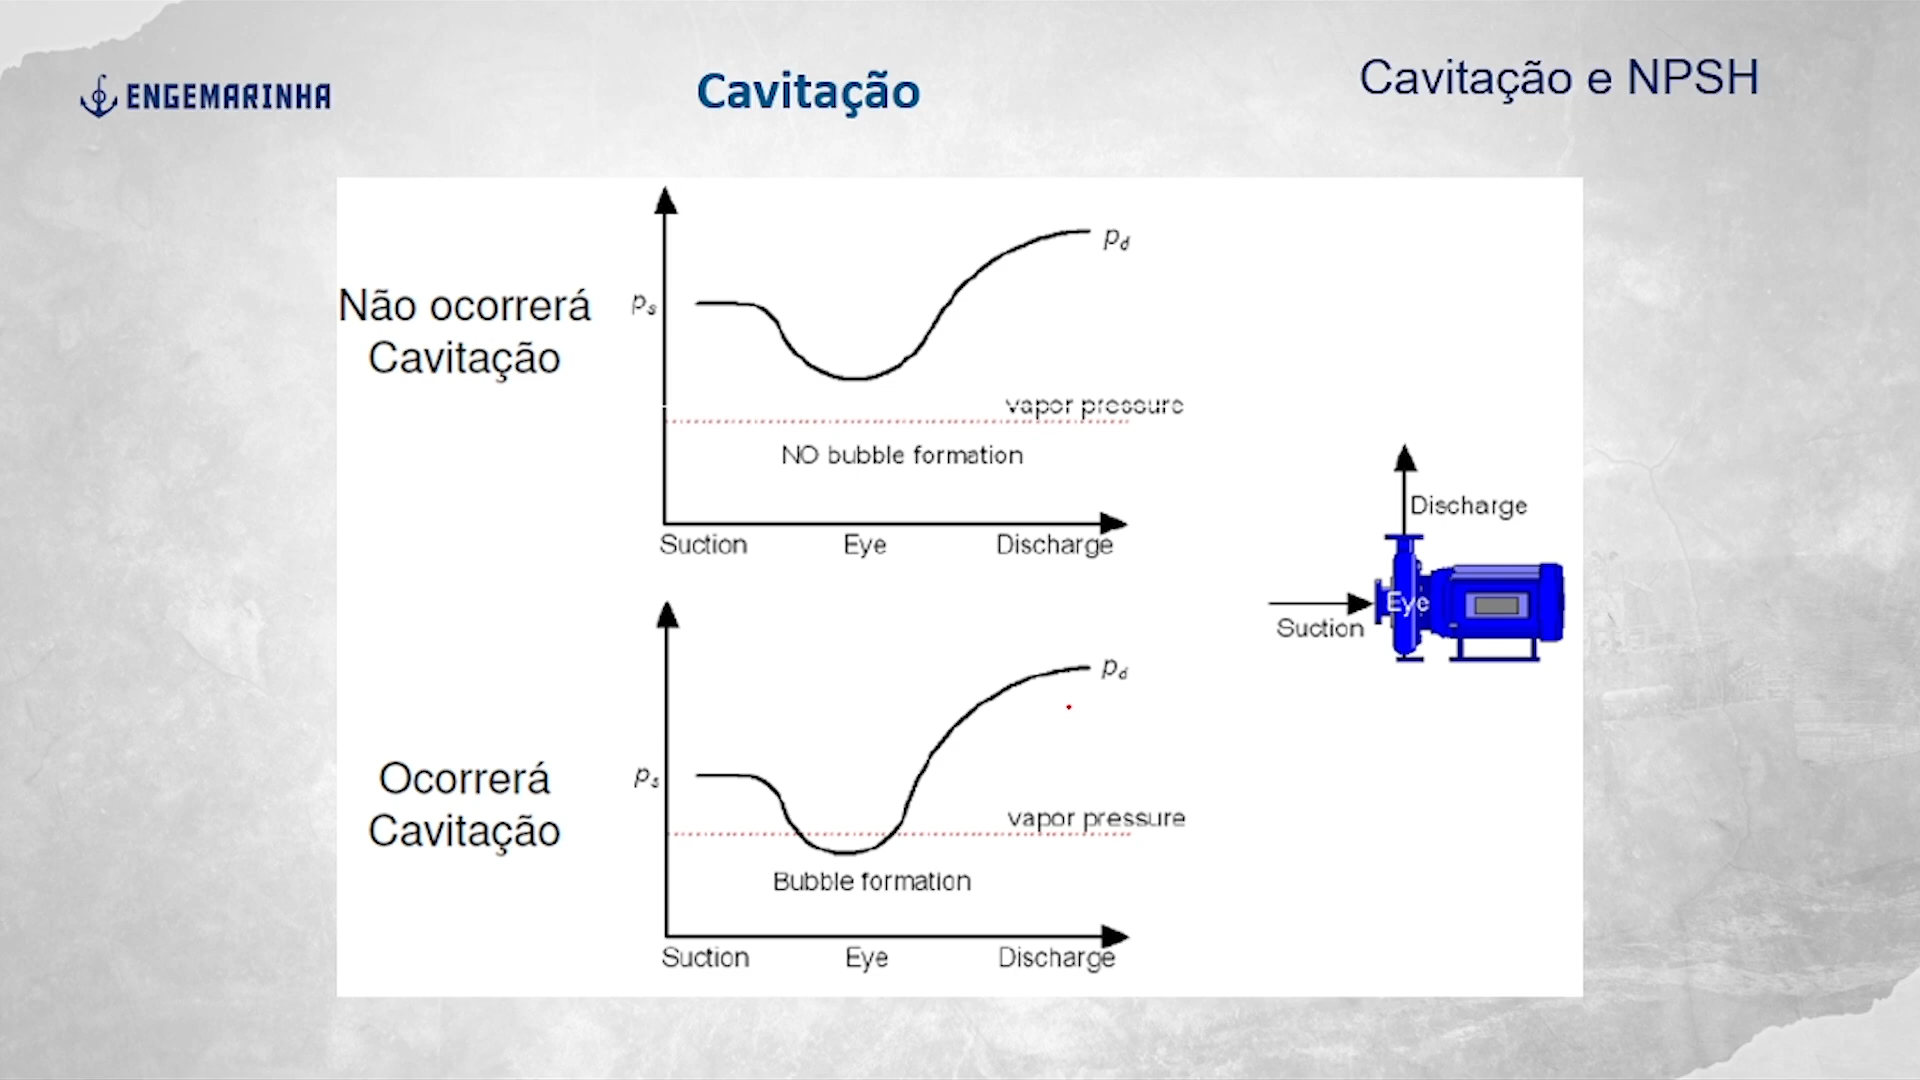 ENGEMARINHA
Cavitação
Cavitação e NPSH
Não ocorrerá
Cavitação
ps
pd
vapor pressure
NO bubble formation
Suction Eye Discharge
Discharge
Eye
Suction
Ocorrerá
Cavitação
ps
pd
vapor pressure
Bubble formation
Suction Eye Discharge